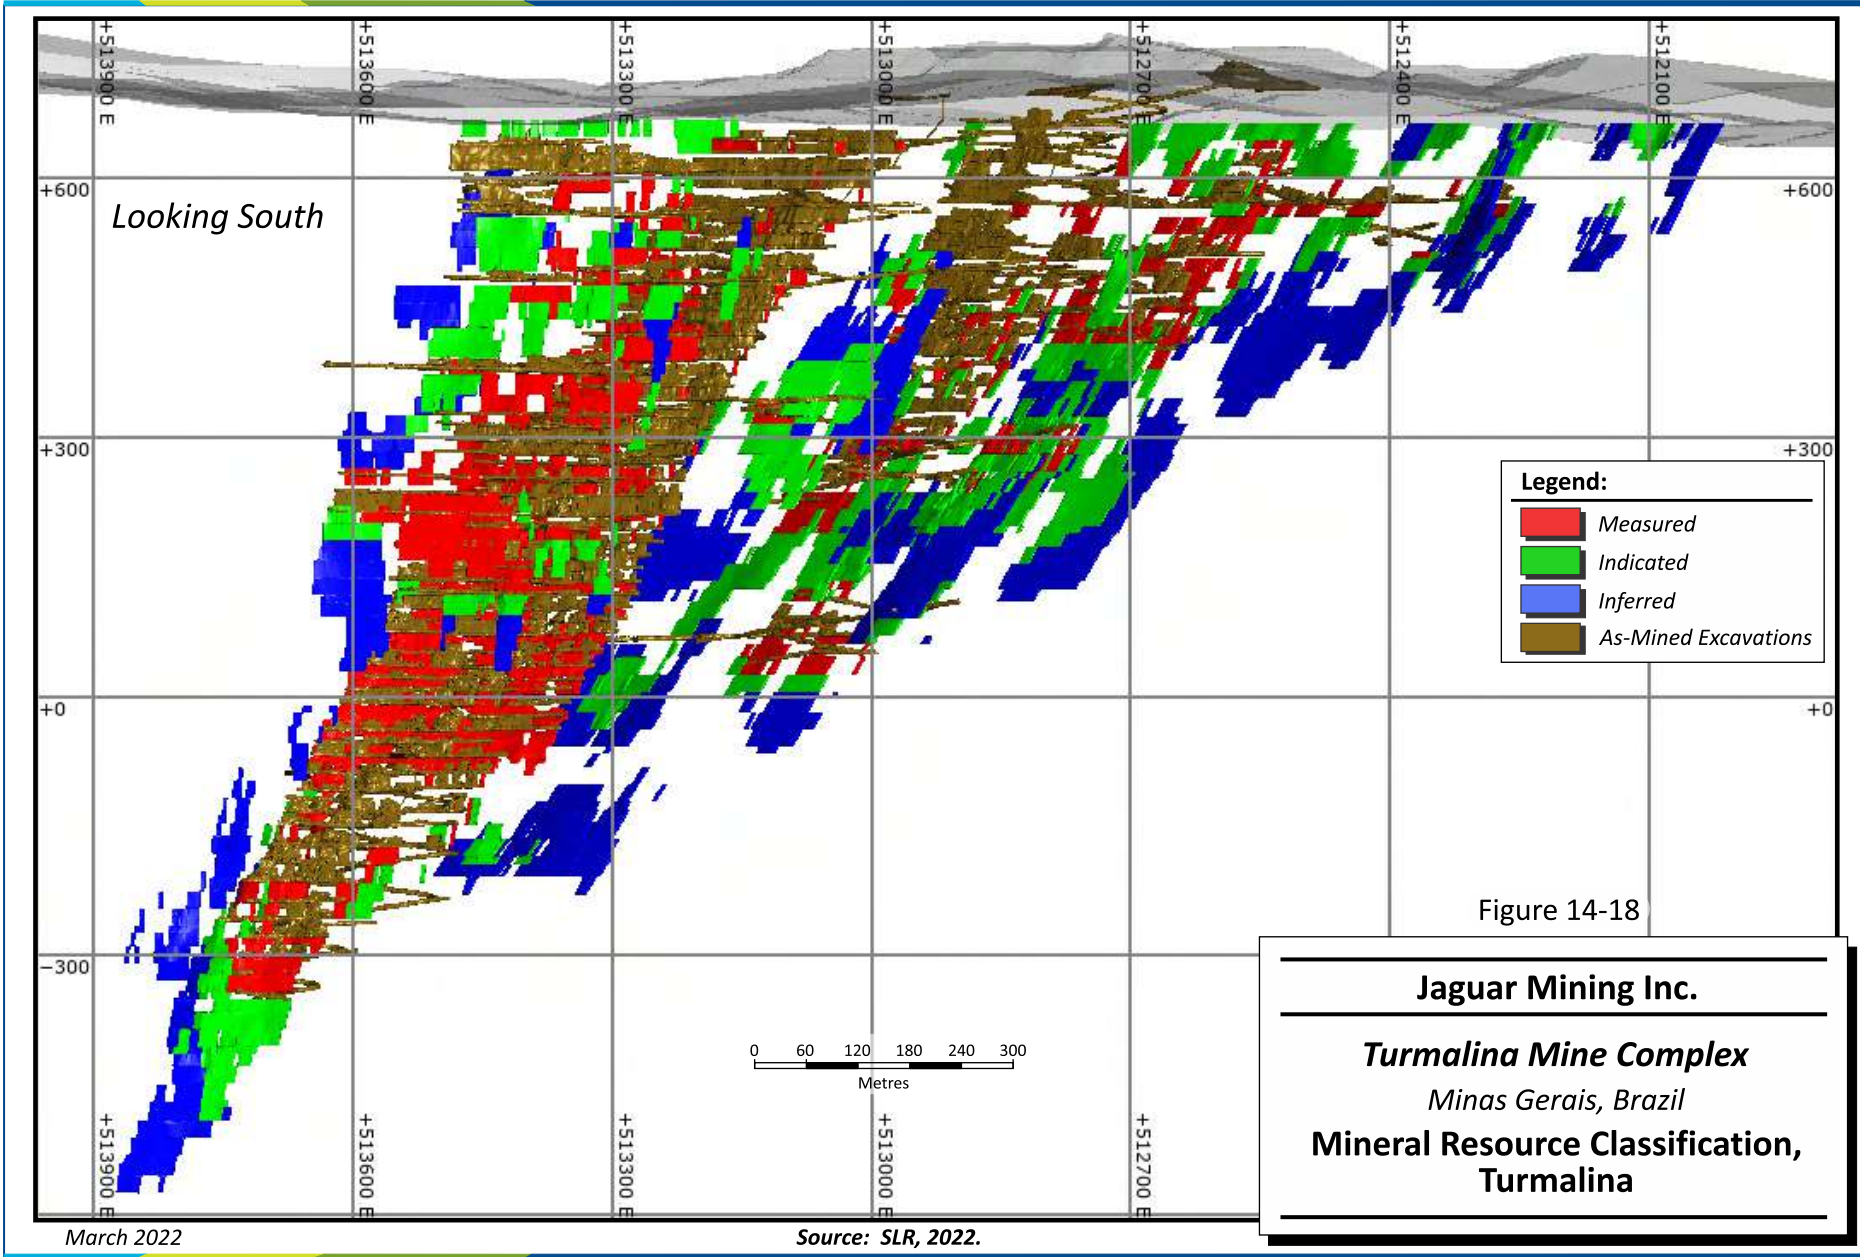 +513900 E
+513600 E
+513300 E
+513000 E
+512700 E
+512400 E
+512100 E
+600
+600
Looking South
+300
+300
Legend:
Measured
Indicated
Inferred
As-Mined Excavations
+0
+0
Figure 14-18
−300
Jaguar Mining Inc.
Turmalina Mine Complex
Minas Gerais, Brazil
Mineral Resource Classification,
Turmalina
0 60 120 180 240 300
Metres
+513900 E
+513600 E
+513300 E
+513000 E
+512700 E
March 2022
Source: SLR, 2022.